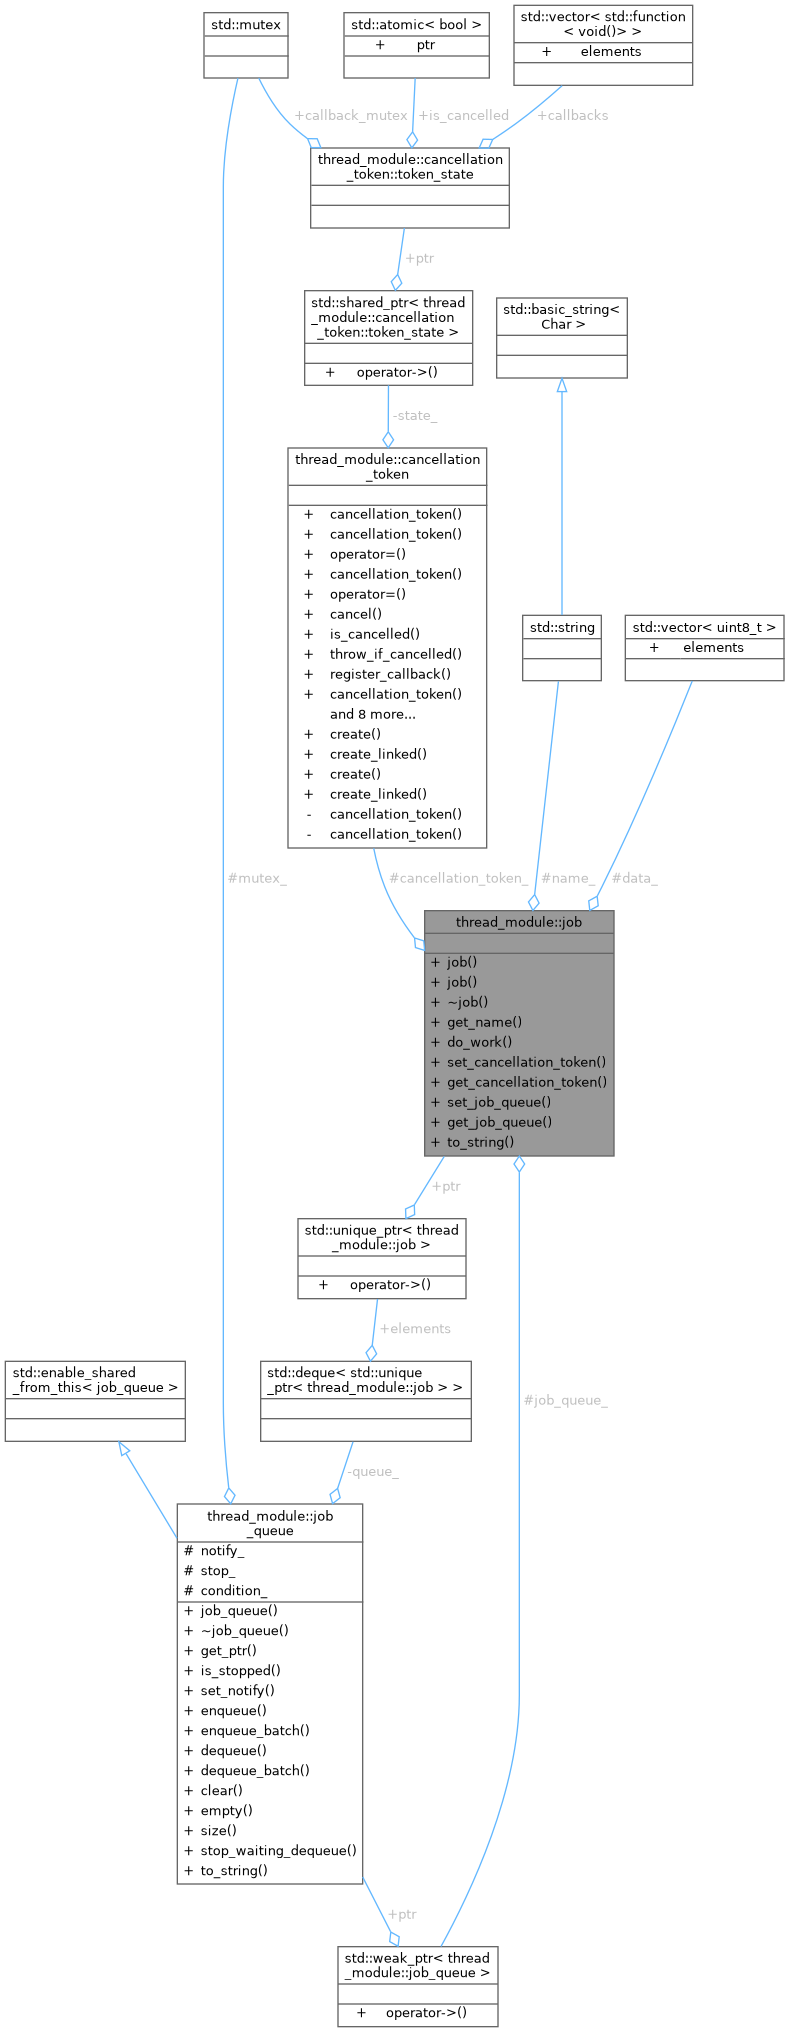 std::mutex
std::atomic< bool >
+ ptr
std::vector< std::function
< void()> >
+ elements
+callback_mutex
+is_cancelled
+callbacks
thread_module::cancellation
_token::token_state
+ptr
std::shared_ptr< thread
_module::cancellation
_token::token_state >
+ operator->()
std::basic_string<
Char >
-state_
thread_module::cancellation
_token
+ cancellation_token()
+ cancellation_token()
+ operator=()
+ cancellation_token()
+ operator=()
+ cancel()
+ is_cancelled()
+ throw_if_cancelled()
+ register_callback()
+ cancellation_token()
and 8 more...
+ create()
+ create_linked()
+ create()
+ create_linked()
- cancellation_token()
- cancellation_token()
std::string
std::vector< uint8_t >
+ elements
#mutex_
#cancellation_token_
#name_
#data_
thread_module::job
+ job()
+ job()
+ ~job()
+ get_name()
+ do_work()
+ set_cancellation_token()
+ get_cancellation_token()
+ set_job_queue()
+ get_job_queue()
+ to_string()
+ptr
std::unique_ptr< thread
_module::job >
+ operator->()
+elements
std::enable_shared
_from_this< job_queue >
std::deque< std::unique
_ptr< thread_module::job > >
#job_queue_
-queue_
thread_module::job
_queue
# notify_
# stop_
# condition_
+ job_queue()
+ ~job_queue()
+ get_ptr()
+ is_stopped()
+ set_notify()
+ enqueue()
+ enqueue_batch()
+ dequeue()
+ dequeue_batch()
+ clear()
+ empty()
+ size()
+ stop_waiting_dequeue()
+ to_string()
+ptr
std::weak_ptr< thread
_module::job_queue >
+ operator->()